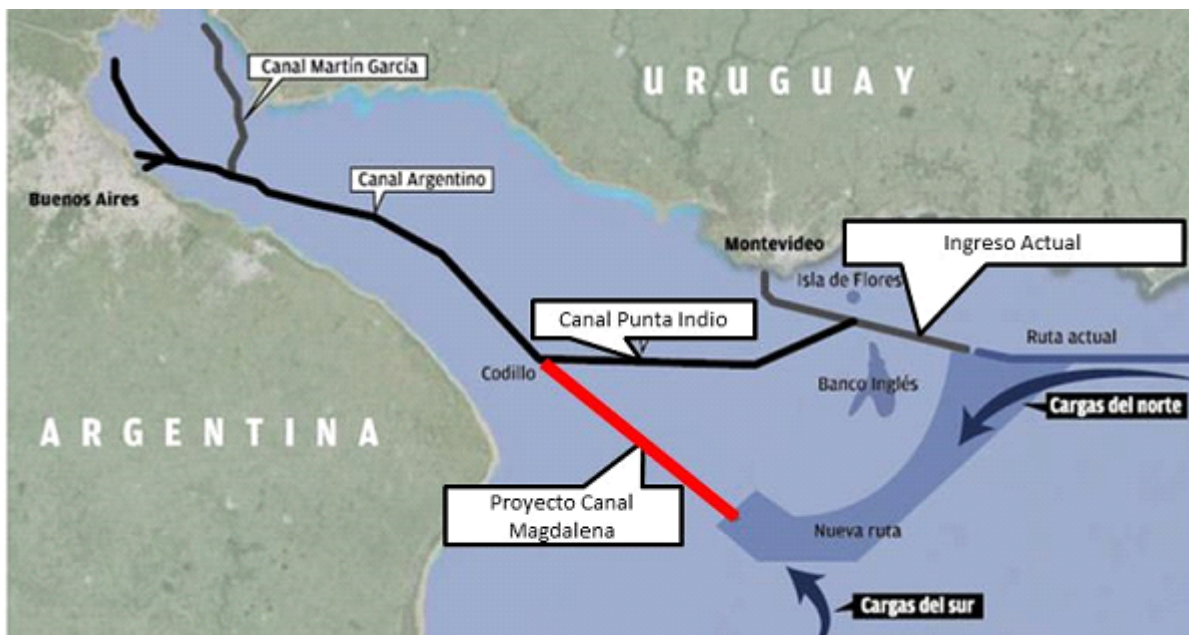 Canal Martín García
URUGUAY
Buenos Aires
Canal Argentino
Montevideo
Ingreso Actual
Isla de Flores
Canal Punta Indio
Ruta actual
Codillo
Banco Inglés
Cargas del norte
ARGENTINA
Proyecto Canal
Magdalena
Nueva ruta
Cargas del sur